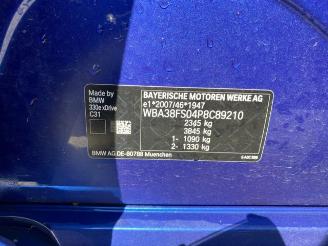 Made by
BMW
330e xDrive
C31
BMW AG, DE-80788 Muenchen
BAYERISCHE MOTOREN WERKE AG
e1*2007/46*1947
WBA38FS04P8C89210
2345 kg
3845 kg
1- 1090 kg
2- 1330 kg